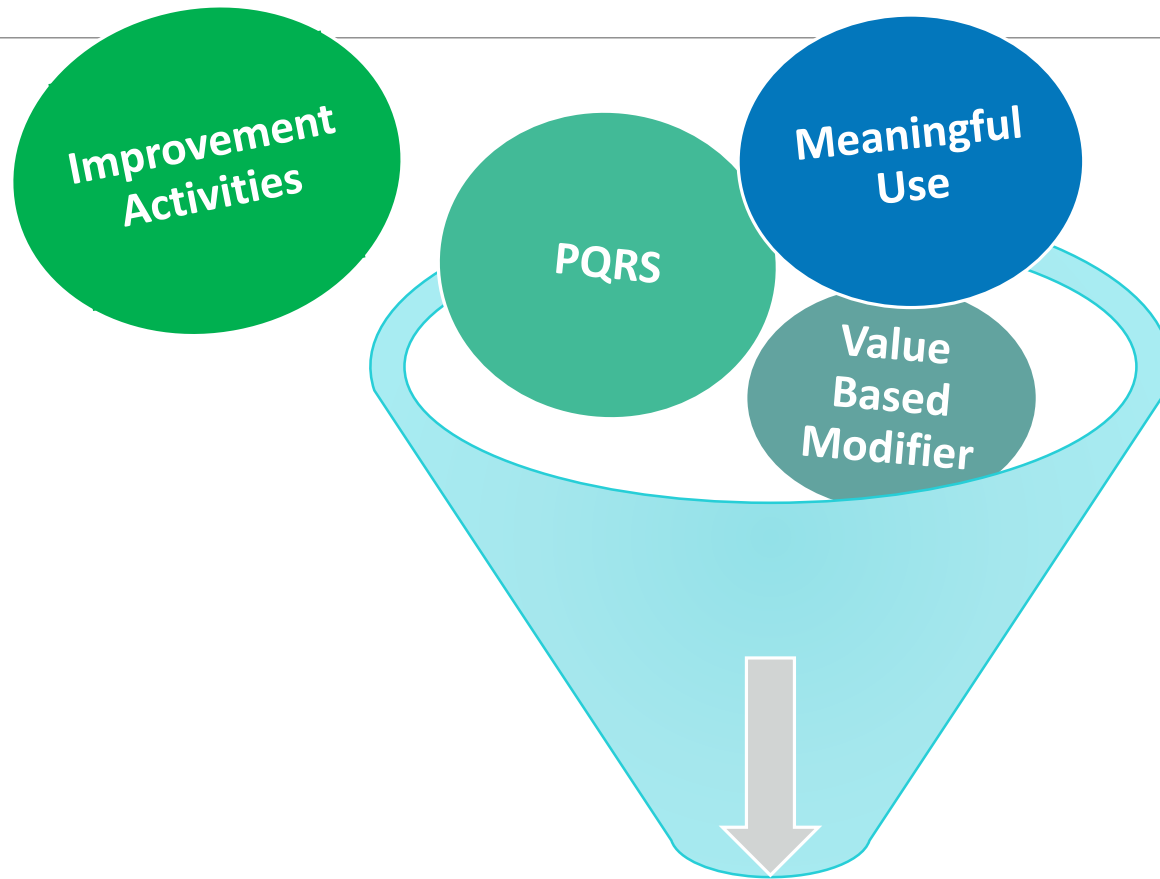 Improvement
Activities
PQRS
Meaningful
Use
Value
Based
Modifier